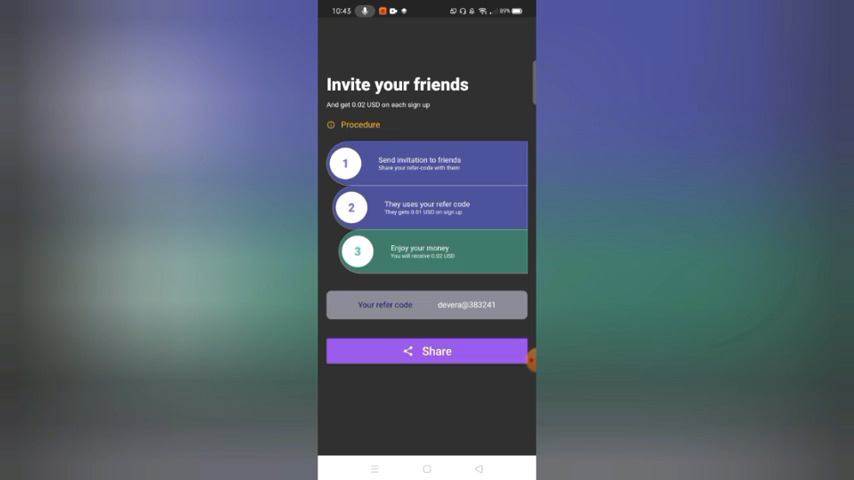 10:43
89%
Invite your friends
And get 0.02 USD on each sign up
Procedure
1
Send invitation to friends
Share your refer-code with them
2
They uses your refer code
They gets 0.01 USD on sign up
3
Enjoy your money
You will receive 0.02 USD
Your refer code devera@383241
Share